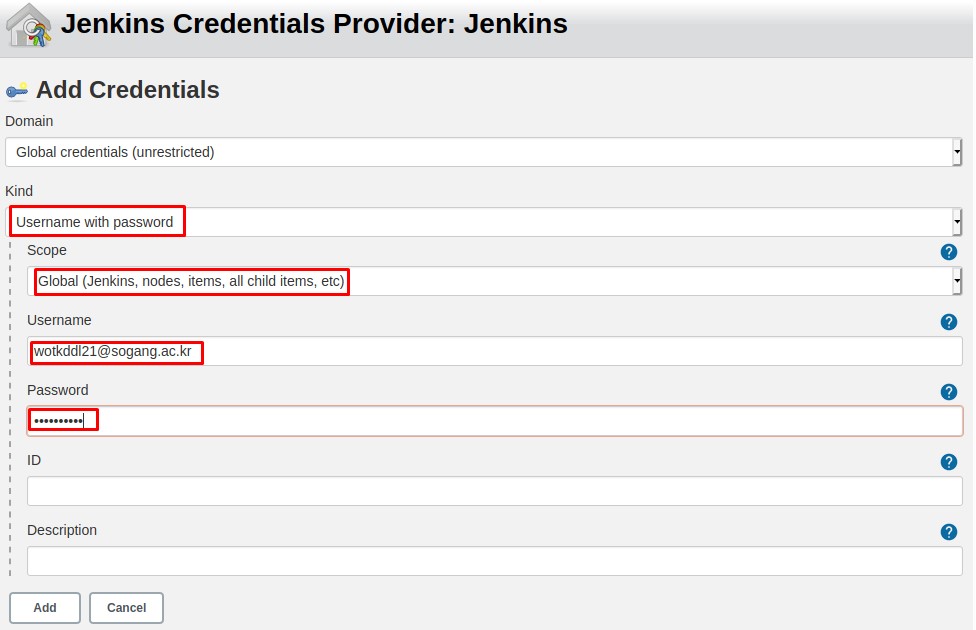 Jenkins Credentials Provider: Jenkins
Add Credentials
Domain
Global credentials (unrestricted)
Kind
Username with password
Scope
?
Global (Jenkins, nodes, items, all child items, etc)
Username
?
wotkddl21@sogang.ac.kr
Password
?
••••••••••
ID
?
Description
?
Add
Cancel